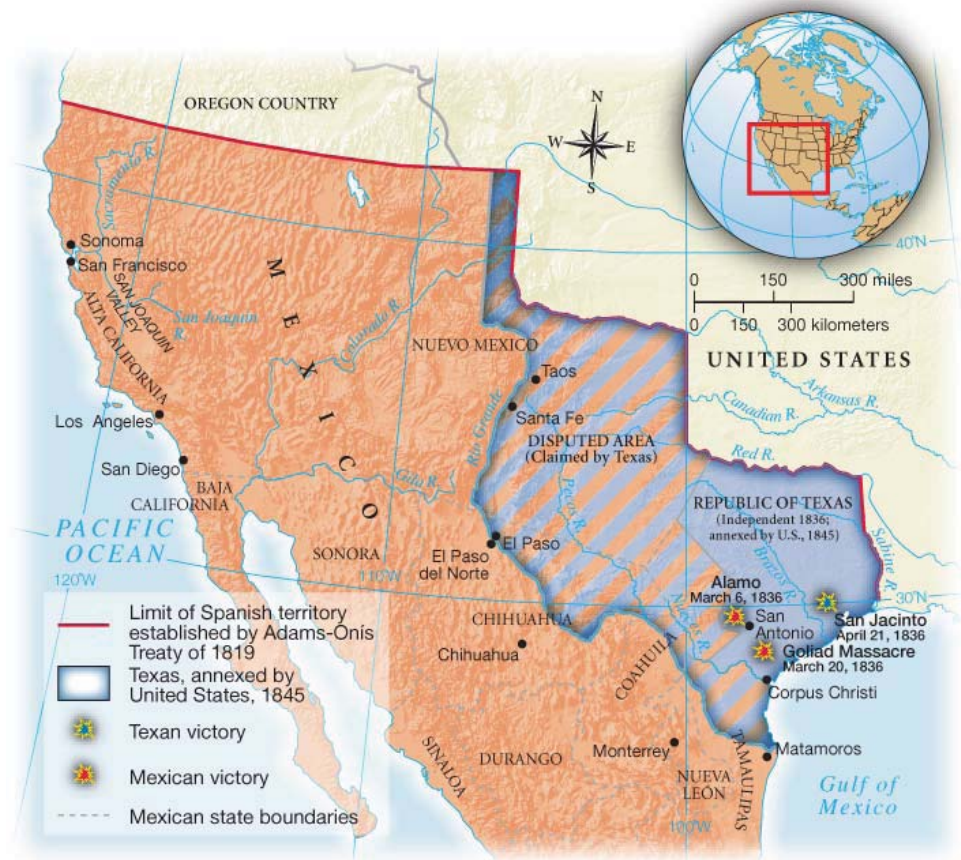 OREGON COUNTRY
N
W
E
S
40°N
Sacramento R.
Sonoma
San Francisco
SAN JOAQUIN
VALLEY
San Joaquin
R.
ALTA CALIFORNIA
MEXICO
Colorado R.
NUEVO MEXICO
0 150 300 miles
0 150 300 kilometers
UNITED STATES
Taos
Arkansas R.
Santa Fe
Canadian R.
Los Angeles
Rio Grande
DISPUTED AREA
(Claimed by Texas)
Red R.
San Diego
Gila R.
Pecos R.
BAJA
CALIFORNIA
REPUBLIC OF TEXAS
(Independent 1836;
annexed by U.S., 1845)
PACIFIC
OCEAN
SONORA
El Paso
El Paso
del Norte
Brazos R.
Sabine R.
120°W
110°W
Alamo
March 6, 1836
30°N
Nueces R.
San
Antonio
San Jacinto
April 21, 1836
CHIHUAHUA
Goliad Massacre
March 20, 1836
Chihuahua
COAHUILA
Corpus Christi
DURANGO
Monterrey
Matamoros
SINALOA
NUEVA
LEÓN
TAMAULIPAS
Gulf of
Mexico
100°W
Limit of Spanish territory
established by Adams-Onís
Treaty of 1819
Texas, annexed by
United States, 1845
Texan victory
Mexican victory
Mexican state boundaries